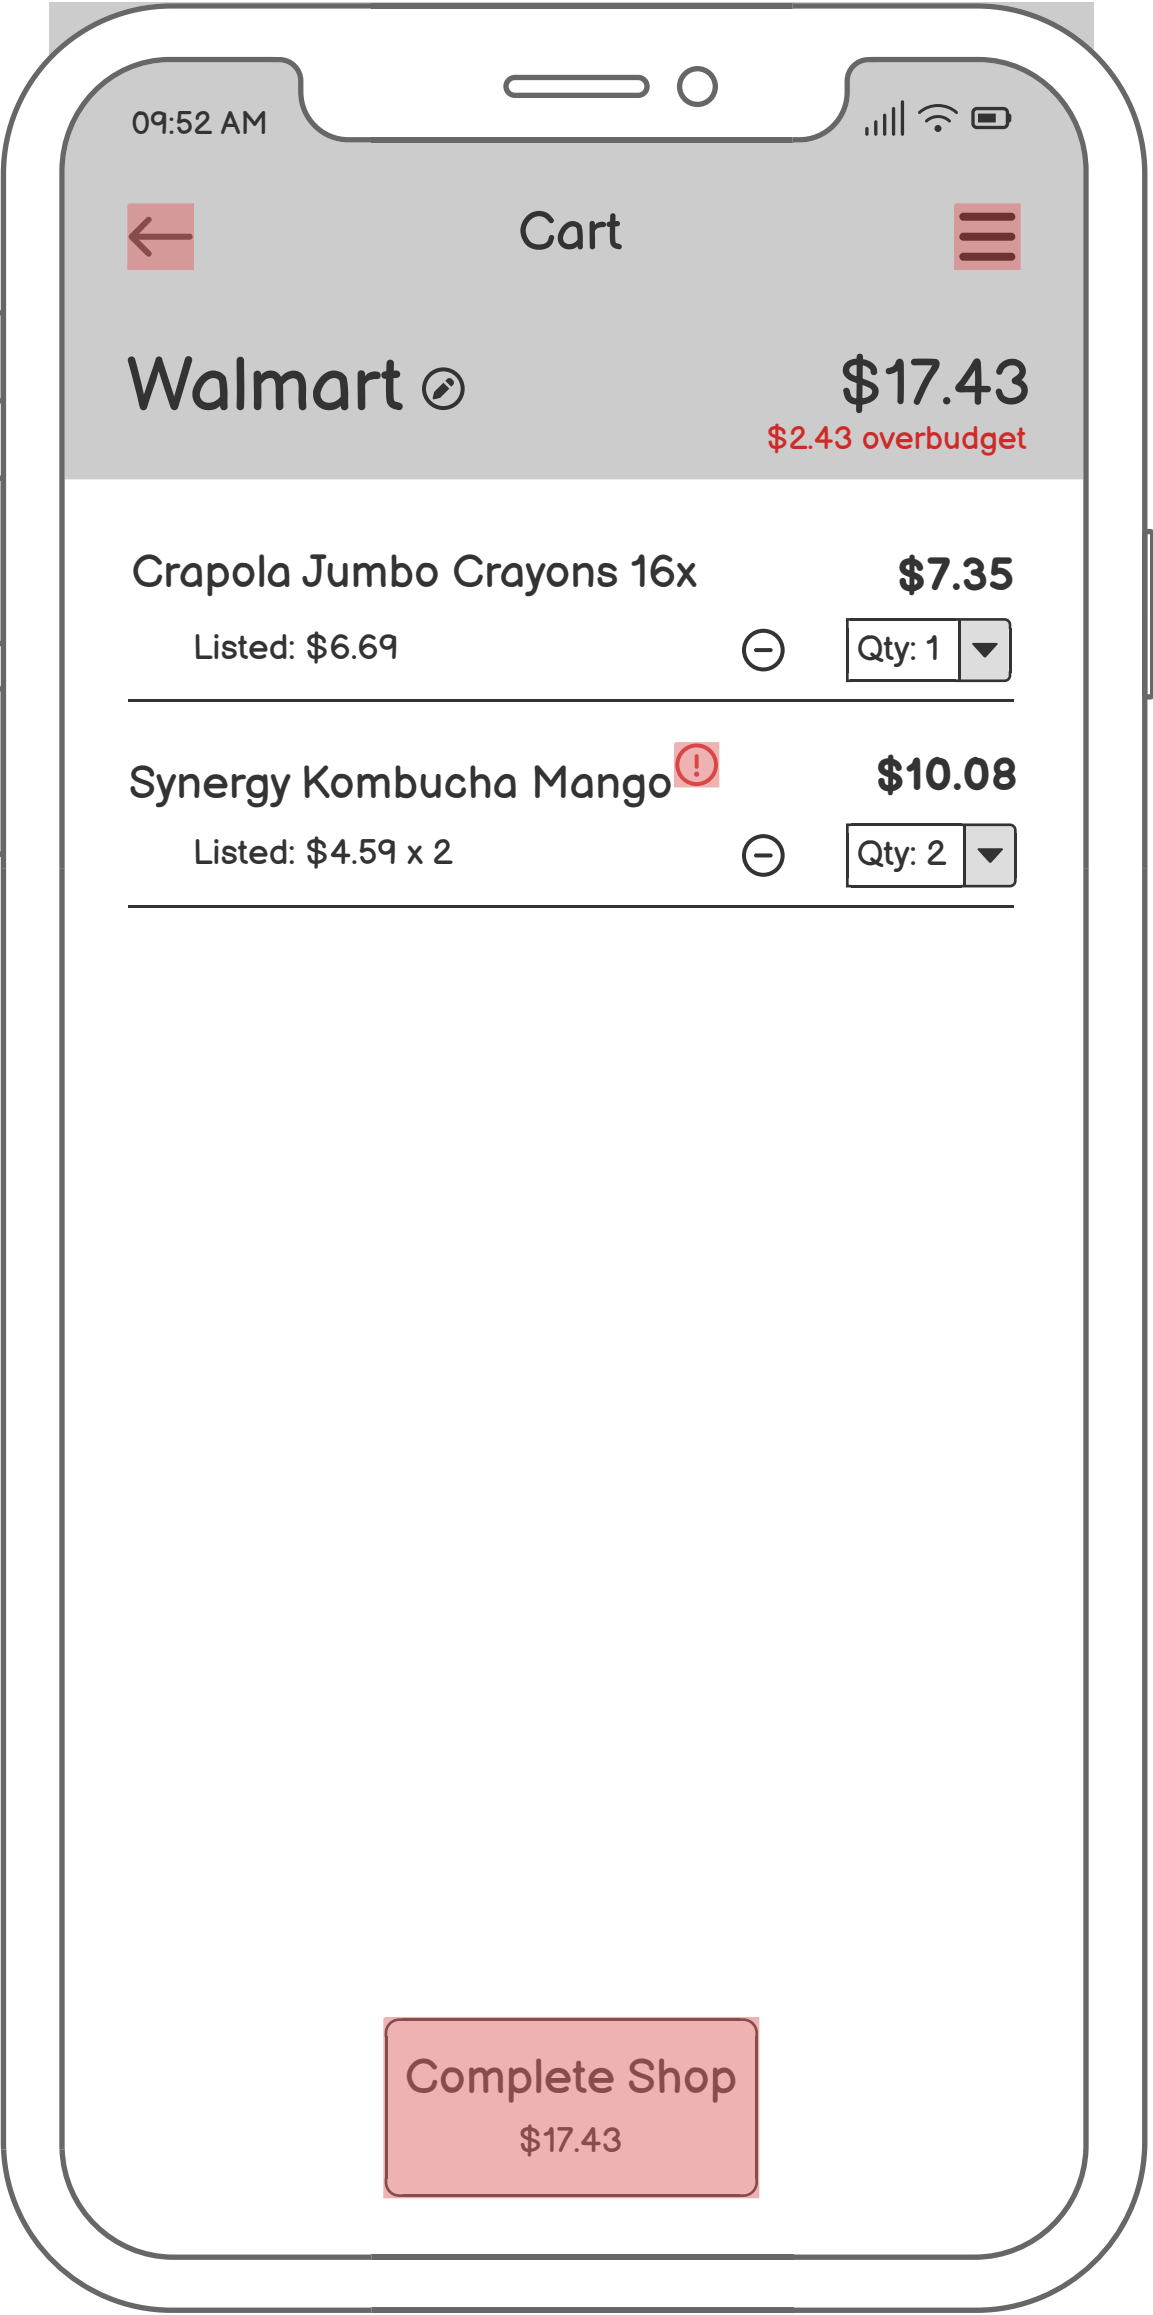 09:52 AM
Cart
Walmart
$17.43
$2.43 overbudget
Crapola Jumbo Crayons 16x
$7.35
Listed: $6.69
Qty: 1
Synergy Kombucha Mango
$10.08
Listed: $4.59 x 2
Qty: 2
Complete Shop
$17.43